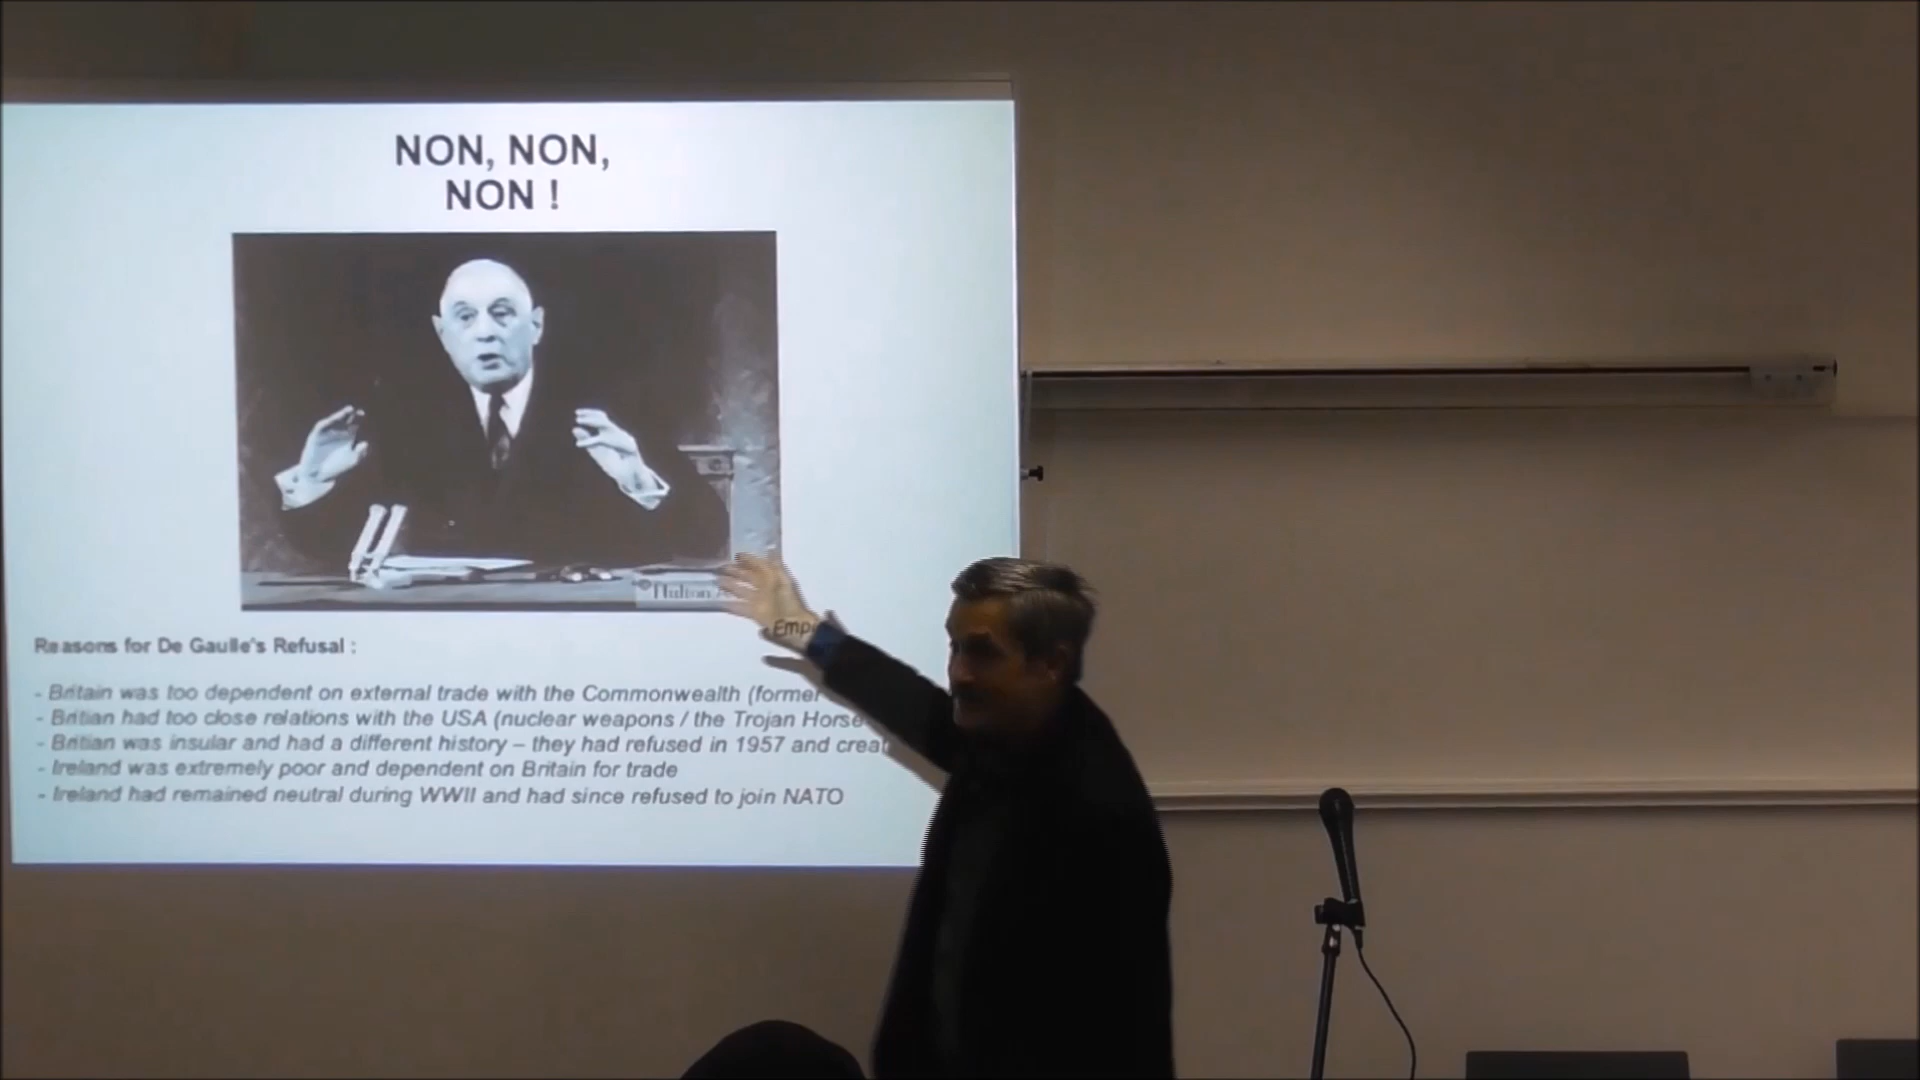 NON, NON,
NON !
Hulton
Reasons for De Gaulle's Refusal :
- Britain was too dependent on external trade with the Commonwealth (former Emp
- Britian had too close relations with the USA (nuclear weapons / the Trojan Horse
- Britian was insular and had a different history – they had refused in 1957 and creat
- Ireland was extremely poor and dependent on Britain for trade
- Ireland had remained neutral during WWII and had since refused to join NATO